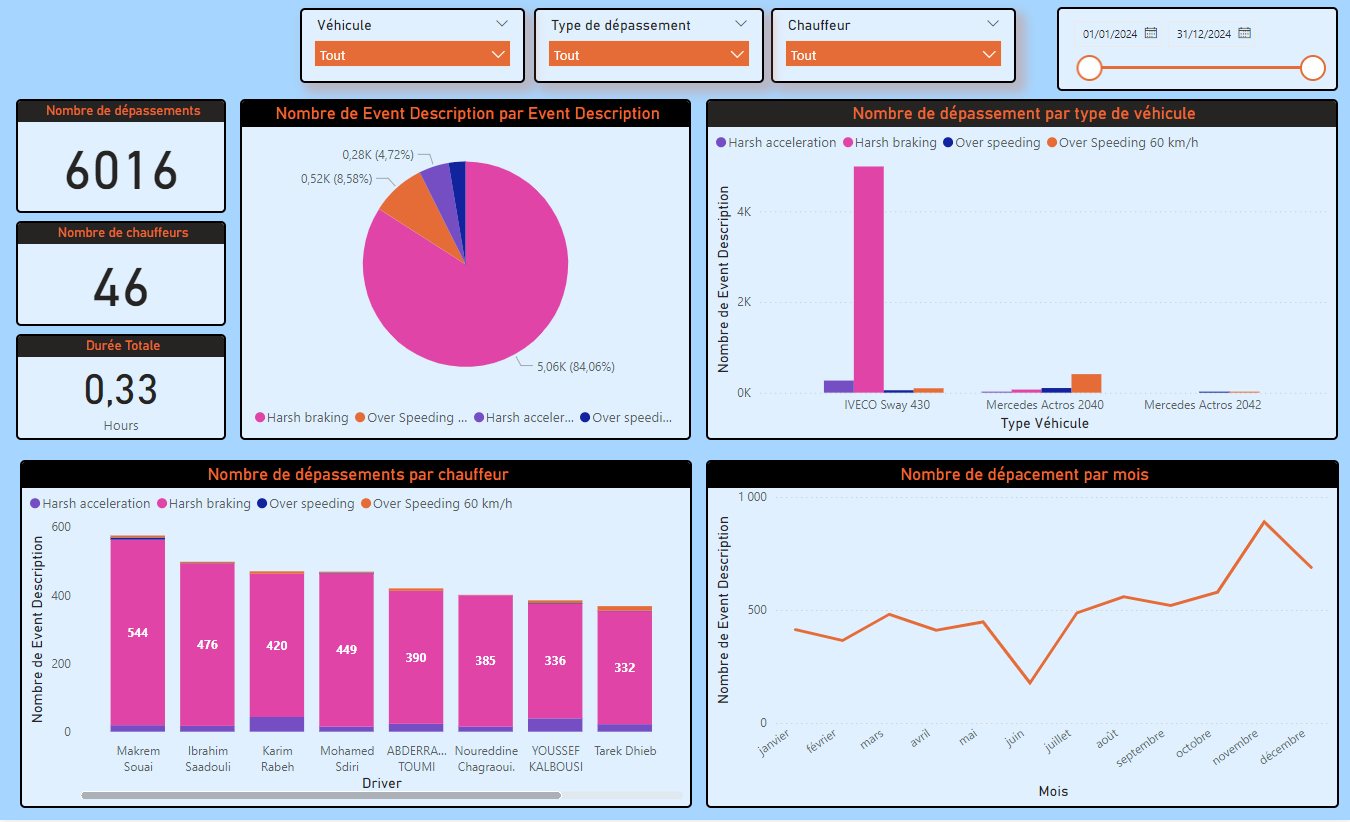 Véhicule
Tout
Type de dépassement
Tout
Chauffeur
Tout
01/01/2024
31/12/2024
Nombre de dépassements
6016
Nombre de chauffeurs
46
Durée Totale
0,33
Hours
Nombre de Event Description par Event Description
0,28K (4,72%)
0,52K (8,58%)
5,06K (84,06%)
Harsh braking
Over Speeding ...
Harsh acceler...
Over speedi...
Nombre de dépassement par type de véhicule
Harsh acceleration
Harsh braking
Over speeding
Over Speeding 60 km/h
Nombre de Event Description
4K
2K
0K
IVECO Sway 430
Mercedes Actros 2040
Mercedes Actros 2042
Type Véhicule
Nombre de dépassements par chauffeur
Harsh acceleration
Harsh braking
Over speeding
Over Speeding 60 km/h
Nombre de Event Description
600
400
200
0
544
476
420
449
390
385
336
332
Makrem
Souai
Ibrahim
Saadouli
Karim
Rabeh
Mohamed
Sdiri
ABDERRA...
TOUMI
Noureddine
Chagraoui.
YOUSSEF
KALBOUSI
Tarek Dhieb
Driver
Nombre de dépacement par mois
Nombre de Event Description
1 000
500
0
janvier
février
mars
avril
mai
juin
juillet
août
septembre
octobre
novembre
décembre
Mois